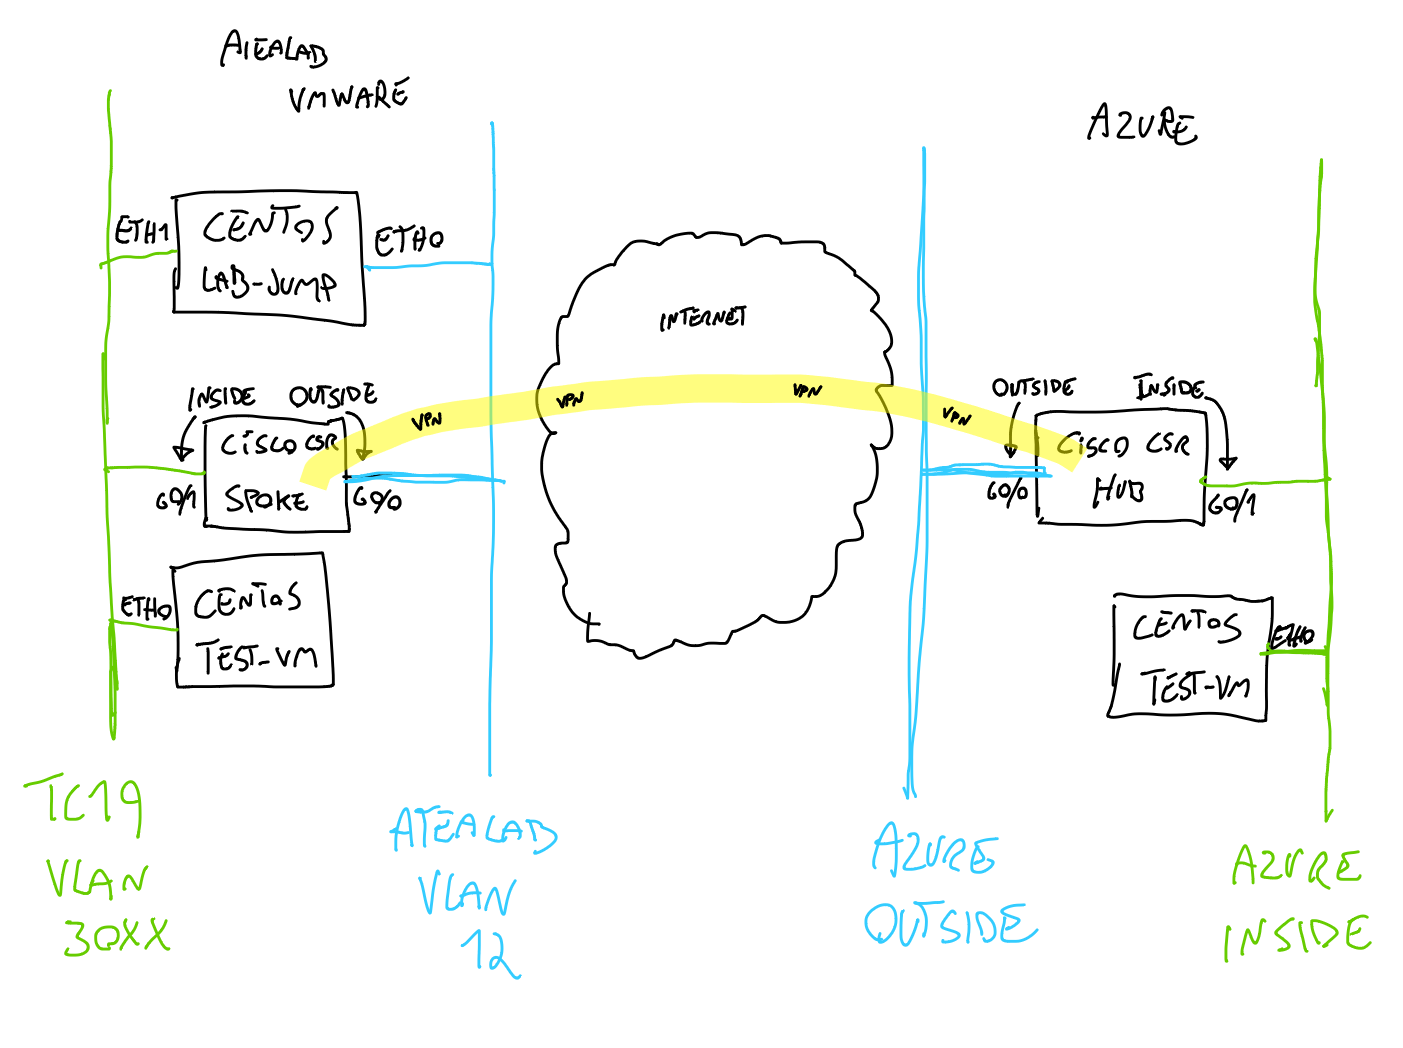 ATEALAB
VMWARE
AZURE
ETH1
CENTOS
LAB-JUMP
ETH0
INTERNET
INSIDE
OUTSIDE
CISCO CSR
SPOKE
G0/1
G0/0
VPN
VPN
VPN
VPN
OUTSIDE
INSIDE
CISCO CSR
HUB
G0/0
G0/1
ETH0
CENTOS
TEST-VM
CENTOS
TEST-VM
ETH0
TC19
VLAN
30XX
ATEALAB
VLAN
12
AZURE
OUTSIDE
AZURE
INSIDE